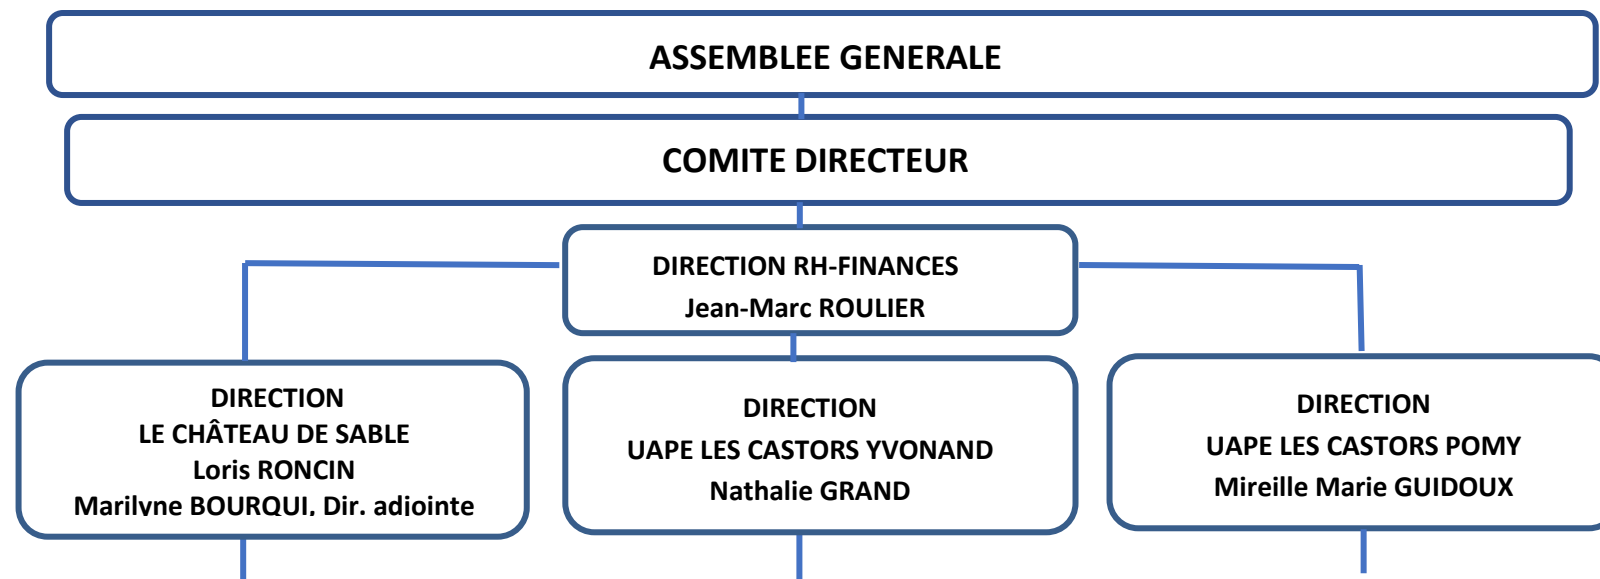 ASSEMBLEE GENERALE
COMITE DIRECTEUR
DIRECTION RH-FINANCES
Jean-Marc ROULIER
DIRECTION
LE CHÂTEAU DE SABLE
Loris RONCIN
Marilyne BOURQUI, Dir. adjointe
DIRECTION
UAPE LES CASTORS YVONAND
Nathalie GRAND
DIRECTION
UAPE LES CASTORS POMY
Mireille Marie GUIDOUX